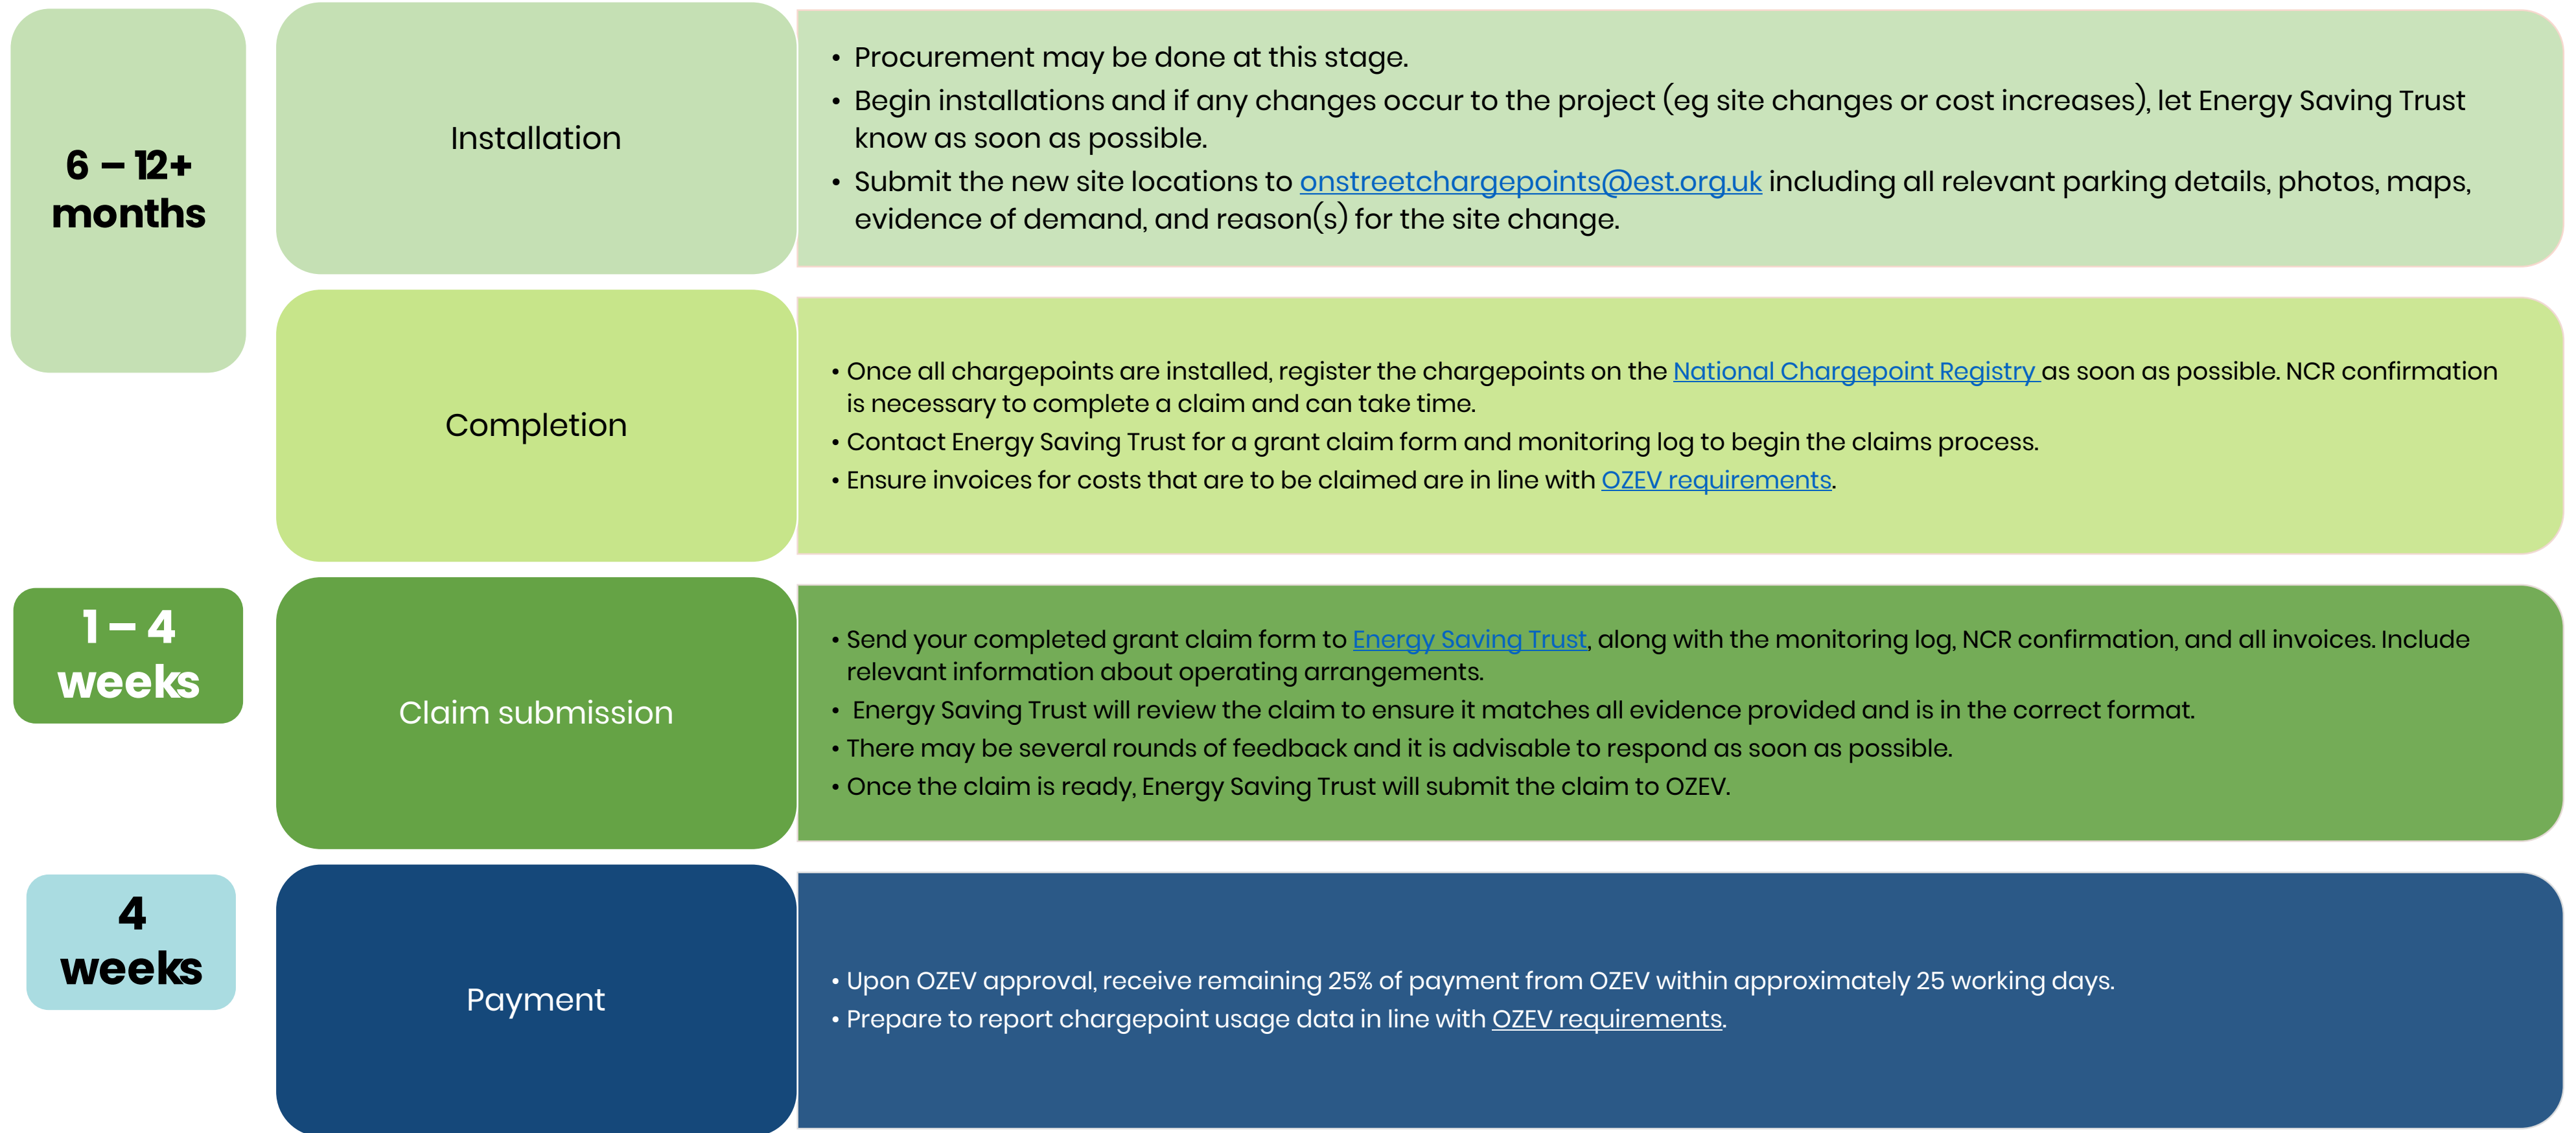 6 – 12+
months
Installation
• Procurement may be done at this stage.
• Begin installations and if any changes occur to the project (eg site changes or cost increases), let Energy Saving Trust
know as soon as possible.
• Submit the new site locations to onstreetchargepoints@est.org.uk including all relevant parking details, photos, maps,
evidence of demand, and reason(s) for the site change.
Completion
• Once all chargepoints are installed, register the chargepoints on the National Chargepoint Registry as soon as possible. NCR confirmation
is necessary to complete a claim and can take time.
• Contact Energy Saving Trust for a grant claim form and monitoring log to begin the claims process.
• Ensure invoices for costs that are to be claimed are in line with OZEV requirements.
1 – 4
weeks
Claim submission
• Send your completed grant claim form to Energy Saving Trust, along with the monitoring log, NCR confirmation, and all invoices. Include
relevant information about operating arrangements.
• Energy Saving Trust will review the claim to ensure it matches all evidence provided and is in the correct format.
• There may be several rounds of feedback and it is advisable to respond as soon as possible.
• Once the claim is ready, Energy Saving Trust will submit the claim to OZEV.
4
weeks
Payment
• Upon OZEV approval, receive remaining 25% of payment from OZEV within approximately 25 working days.
• Prepare to report chargepoint usage data in line with OZEV requirements.